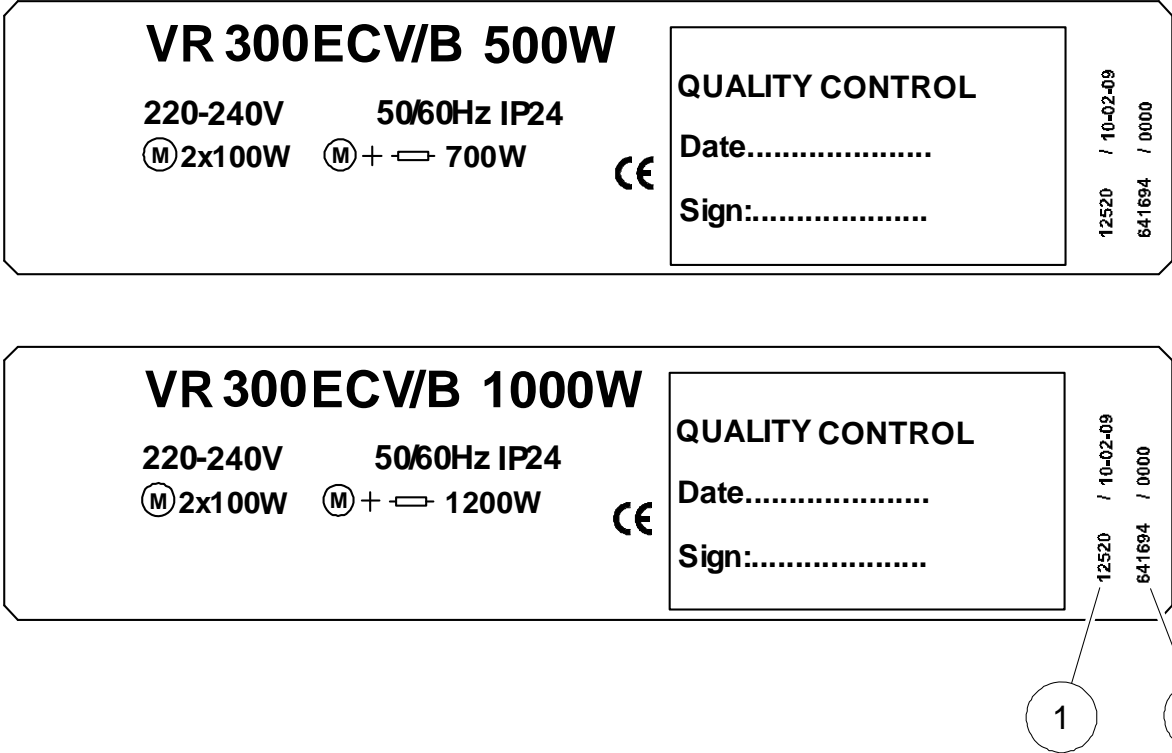 VR 300ECV/B 500W
220-240V 50/60Hz IP24
M 2x100W M + 700W
CE
QUALITY CONTROL
Date.....................
Sign:....................
12520 / 10-02-09
641694 / 0000
VR 300ECV/B 1000W
220-240V 50/60Hz IP24
M 2x100W M + 1200W
CE
QUALITY CONTROL
Date.....................
Sign:....................
12520 / 10-02-09
641694 / 0000
1